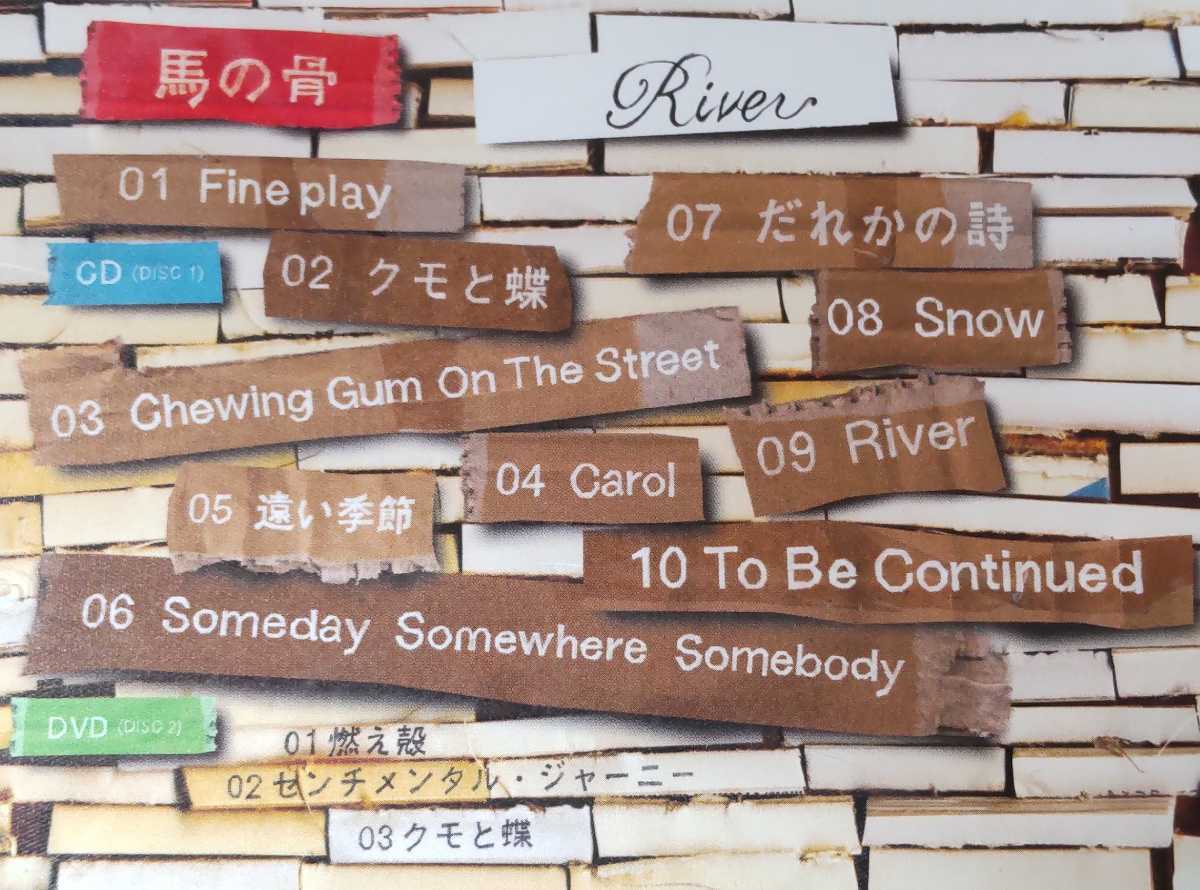 馬の骨
River
01 Fine play
CD (DISC 1)
02 クモと蝶
03 Chewing Gum On The Street
04 Carol
05 遠い季節
06 Someday Somewhere Somebody
07 だれかの詩
08 Snow
09 River
10 To Be Continued
DVD (DISC 2)
01 燃え殻
02 センチメンタル・ジャーニー
03 クモと蝶